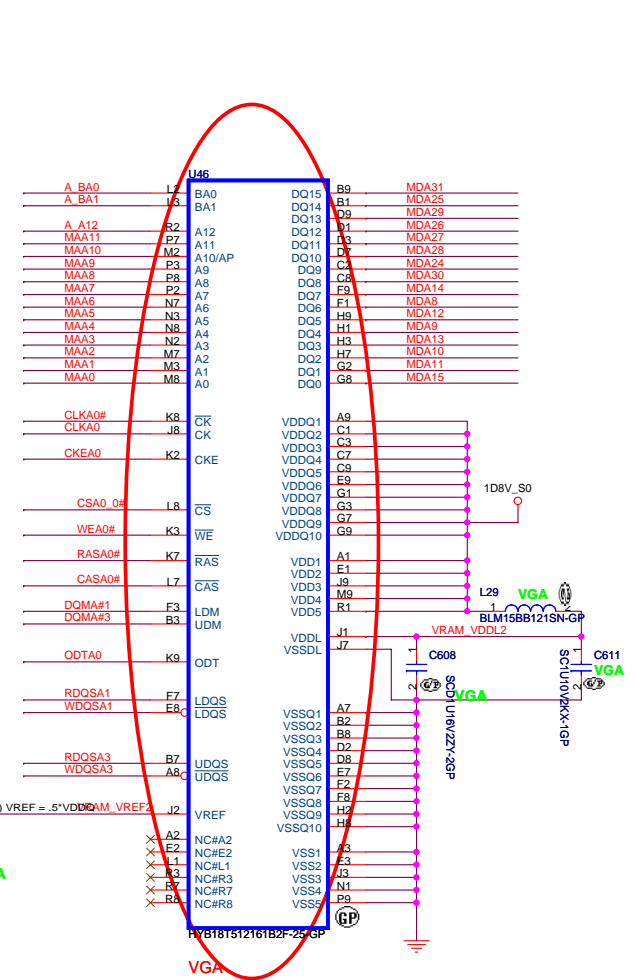 U46
A_BA0 L2 BA0 DQ15 B9 MDA31
A_BA1 L3 BA1 DQ14 B1 MDA25
DQ13 D9 MDA29
A_A12 R2 A12 DQ12 D1 MDA26
MAA11 P7 A11 DQ11 D3 MDA27
MAA10 M2 A10/AP DQ10 D7 MDA28
MAA9 P3 A9 DQ9 C2 MDA24
MAA8 P8 A8 DQ8 C8 MDA30
MAA7 P2 A7 DQ7 F9 MDA14
MAA6 N7 A6 DQ6 F1 MDA8
MAA5 N3 A5 DQ5 H9 MDA12
MAA4 N8 A4 DQ4 H1 MDA9
MAA3 N2 A3 DQ3 H3 MDA13
MAA2 M7 A2 DQ2 H7 MDA10
MAA1 M3 A1 DQ1 G2 MDA11
MAA0 M8 A0 DQ0 G8 MDA15
CLKA0# K8 CK VDDQ1 A9
CLKA0 J8 CK VDDQ2 C1
VDDQ3 C3
CKEA0 K2 CKE VDDQ4 C7
VDDQ5 C9
VDDQ6 E9
VDDQ7 G1
1D8V_S0
CSA0_0# L8 CS VDDQ8 G3
VDDQ9 G7
WEA0# K3 WE VDDQ10 G9
RASA0# K7 RAS VDD1 A1
VDD2 E1
CASA0# L7 CAS VDD3 J9
VDD4 M9
L29 VGA
DQMA#1 F3 LDM VDD5 R1 1 2
BLM15BB121SN-GP
DQMA#3 B3 UDM
VDDL J1 VRAM_VDDL2
VSSDL J7
ODTA0 K9 ODT
1 C608 1 C611
2 G/P 2 G/P
VGA VGA
SCD1U16V2ZY-2GP
SC1U10V2KX-1GP
RDQSA1 F7 LDQS
WDQSA1 E8 LDQS VSSQ1 A7
VSSQ2 B2
VSSQ3 B8
VSSQ4 D2
RDQSA3 B7 UDQS VSSQ5 D8
WDQSA3 A8 UDQS VSSQ6 E7
VSSQ7 F2
VSSQ8 F8
) VREF = .5*VDDQ VRAM_VREF2 J2 VREF VSSQ9 H2
VSSQ10 H8
A2 NC#A2
E2 NC#E2 VSS1 A3
L1 NC#L1 VSS2 E3
R3 NC#R3 VSS3 J3
R7 NC#R7 VSS4 N1
R8 NC#R8 VSS5 P9
GP
HYB18T512161B2F-25-GP
VGA